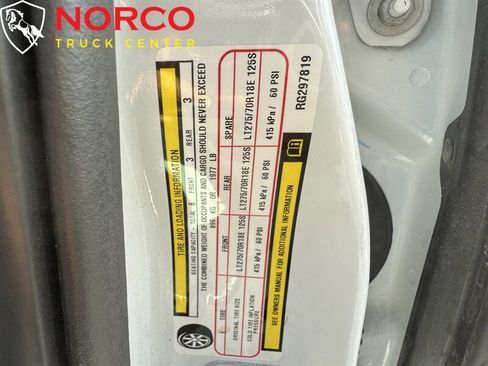 NORCO
TRUCK CENTER
TIRE AND LOADING INFORMATION
SEATING CAPACITY - TOTAL 6 FRONT 3 REAR 3
THE COMBINED WEIGHT OF OCCUPANTS AND CARGO SHOULD NEVER EXCEED
896 KG OR 1977 LB
TIRE FRONT REAR SPARE
ORIGINAL TIRE SIZE LT275/70R18E 125S LT275/70R18E 125S LT275/70R18E 125S
COLD TIRE INFLATION PRESSURE 415 kPa / 60 PSI 415 kPa / 60 PSI 415 kPa / 60 PSI
SEE OWNERS MANUAL FOR ADDITIONAL INFORMATION
RG297819